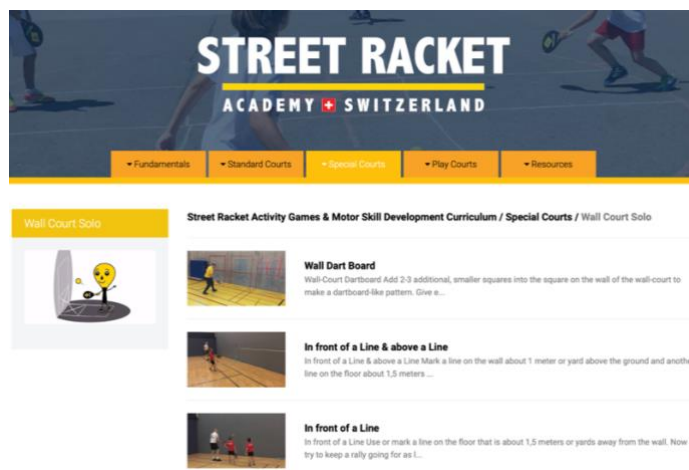 STREET RACKET
ACADEMY SWITZERLAND
Fundamentals
Standard Courts
Special Courts
Play Courts
Resources
Wall Court Solo
Street Racket Activity Games & Motor Skill Development Curriculum / Special Courts / Wall Court Solo
Wall Dart Board
Wall-Court Dartboard Add 2-3 additional, smaller squares into the square on the wall of the wall-court to
make a dartboard-like pattern. Give e...
In front of a Line & above a Line
In front of a Line & above a Line Mark a line on the wall about 1 meter or yard above the ground and anothe
line on the floor about 1,5 meters ...
In front of a Line
In front of a Line Use or mark a line on the floor that is about 1,5 meters or yards away from the wall. Now
try to keep a rally going for as l...